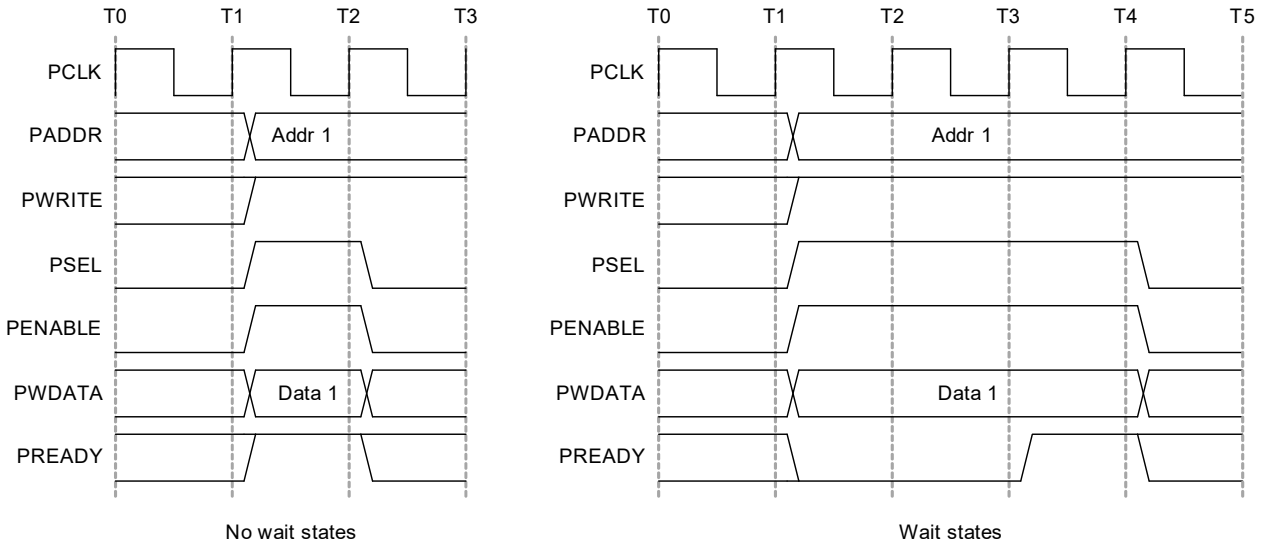 T0 T1 T2 T3
PCLK
PADDR Addr 1
PWRITE
PSEL
PENABLE
PWDATA Data 1
PREADY
No wait states
T0 T1 T2 T3 T4 T5
PCLK
PADDR Addr 1
PWRITE
PSEL
PENABLE
PWDATA Data 1
PREADY
Wait states